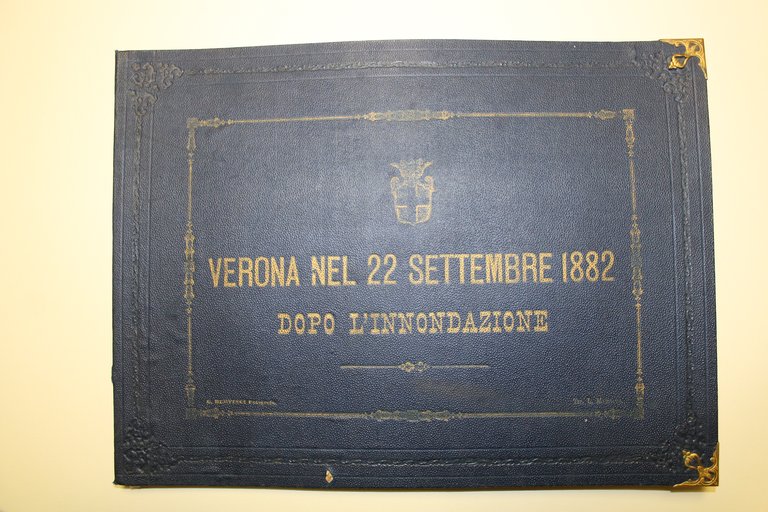 VERONA NEL 22 SETTEMBRE 1882
DOPO L'INNONDAZIONE